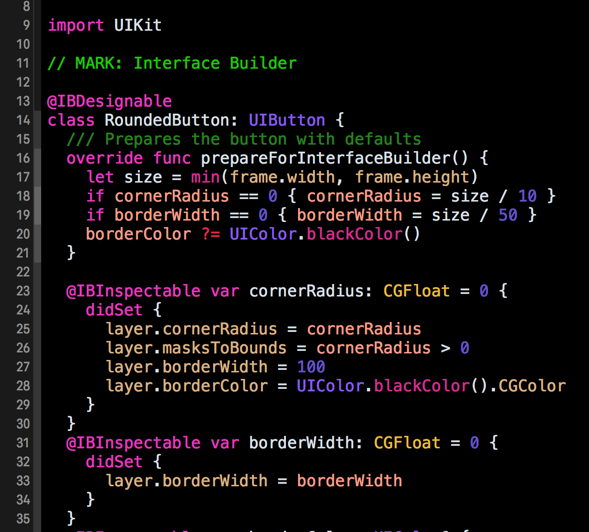 8
9 import UIKit
10
11 // MARK: Interface Builder
12
13 @IBDesignable
14 class RoundedButton: UIButton {
15 /// Prepares the button with defaults
16 override func prepareForInterfaceBuilder() {
17 let size = min(frame.width, frame.height)
18 if cornerRadius == 0 { cornerRadius = size / 10 }
19 if borderWidth == 0 { borderWidth = size / 50 }
20 borderColor ?= UIColor.blackColor()
21 }
22
23 @IBInspectable var cornerRadius: CGFloat = 0 {
24 didSet {
25 layer.cornerRadius = cornerRadius
26 layer.masksToBounds = cornerRadius > 0
27 layer.borderWidth = 100
28 layer.borderColor = UIColor.blackColor().CGColor
29 }
30 }
31 @IBInspectable var borderWidth: CGFloat = 0 {
32 didSet {
33 layer.borderWidth = borderWidth
34 }
35 }